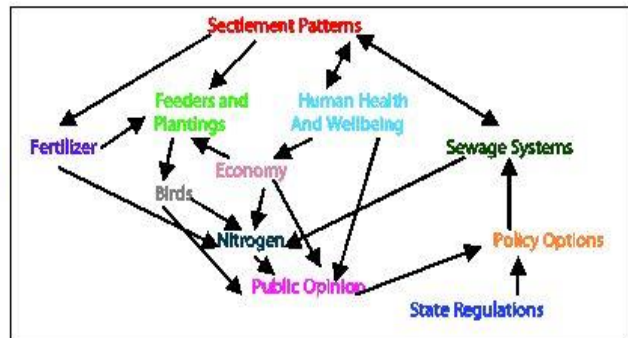 Sectlement Patterns
Feeders and
Plantings
Human Health
And Wellbeing
Fertilizer
Sewage Systems
Economy
Birds
Nitrogen
Policy Options
Public Opinion
State Regulations